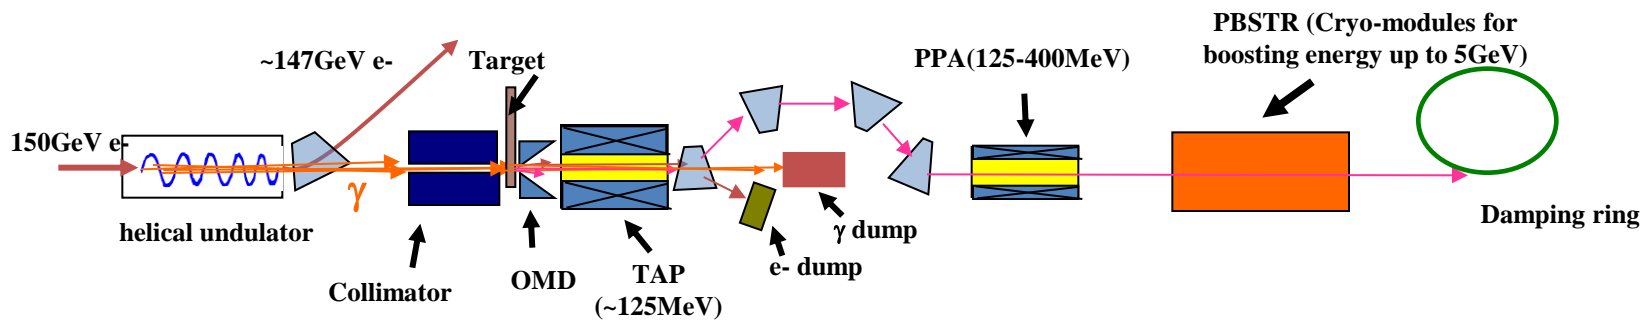 PBSTR (Cryo-modules for
boosting energy up to 5GeV)
~147GeV e-
Target
PPA(125-400MeV)
150GeV e-
γ
helical undulator
Collimator
OMD
TAP
(~125MeV)
e- dump
γ dump
Damping ring